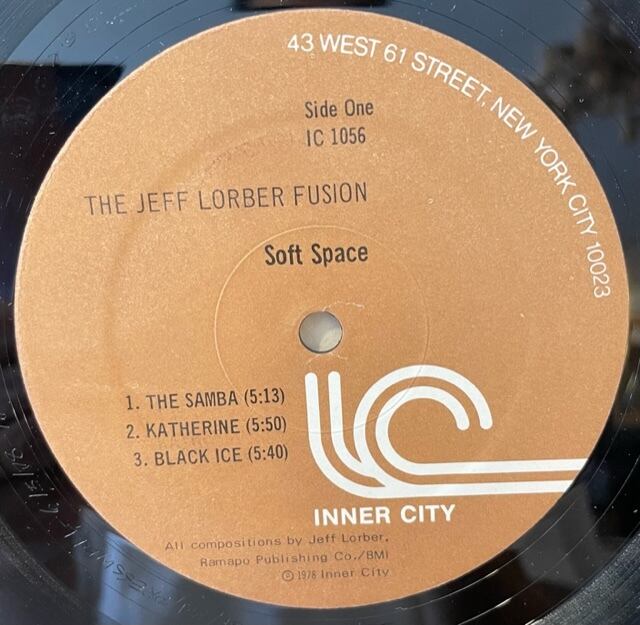 43 WEST 61 STREET, NEW YORK CITY 10023
Side One
IC 1056
THE JEFF LORBER FUSION
Soft Space
1. THE SAMBA (5:13)
2. KATHERINE (5:50)
3. BLACK ICE (5:40)
IC
INNER CITY
All compositions by Jeff Lorber.
Ramapo Publishing Co./BMI
©1978 Inner City